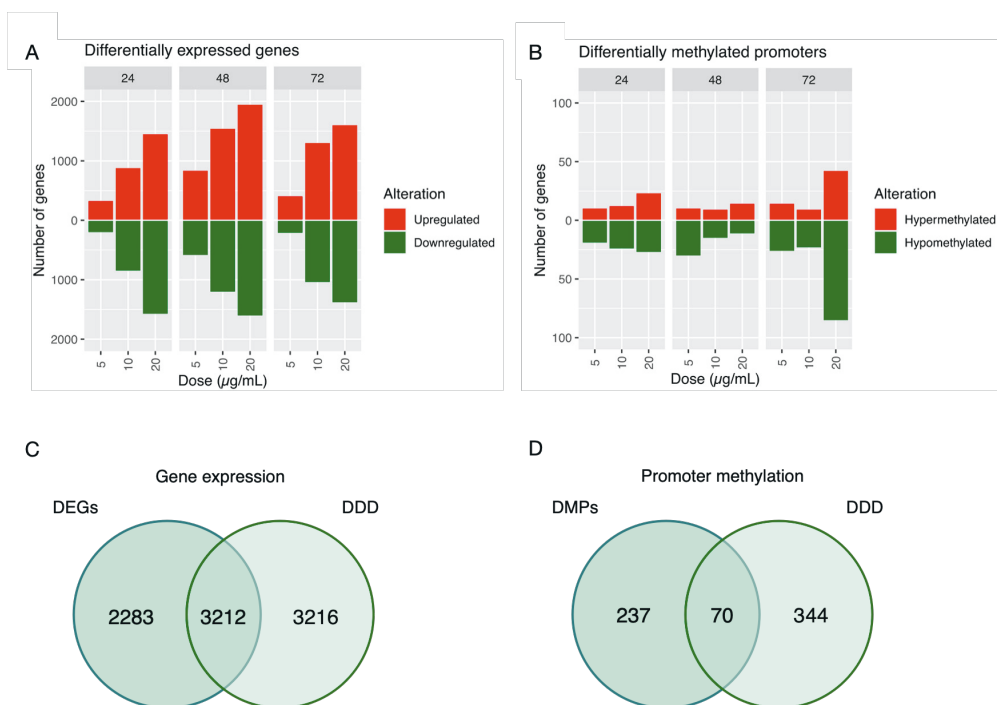 A
Differentially expressed genes
24 48 72
2000
1000
0
1000
2000
Number of genes
5 10 20 5 10 20 5 10 20
Dose (µg/mL)
Alteration
Upregulated
Downregulated
B
Differentially methylated promoters
24 48 72
100
50
0
50
100
Number of genes
5 10 20 5 10 20 5 10 20
Dose (µg/mL)
Alteration
Hypermethylated
Hypomethylated
C
Gene expression
DEGs DDD
2283 3212 3216
D
Promoter methylation
DMPs DDD
237 70 344